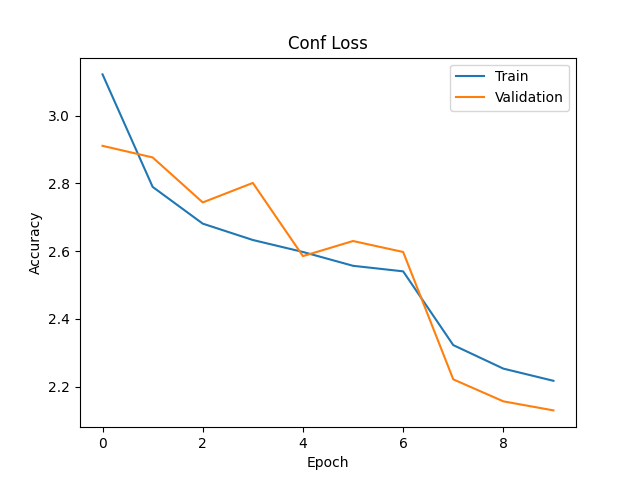 Conf Loss
Train
Validation
3.0
2.8
2.6
2.4
2.2
Accuracy
0 2 4 6 8
Epoch